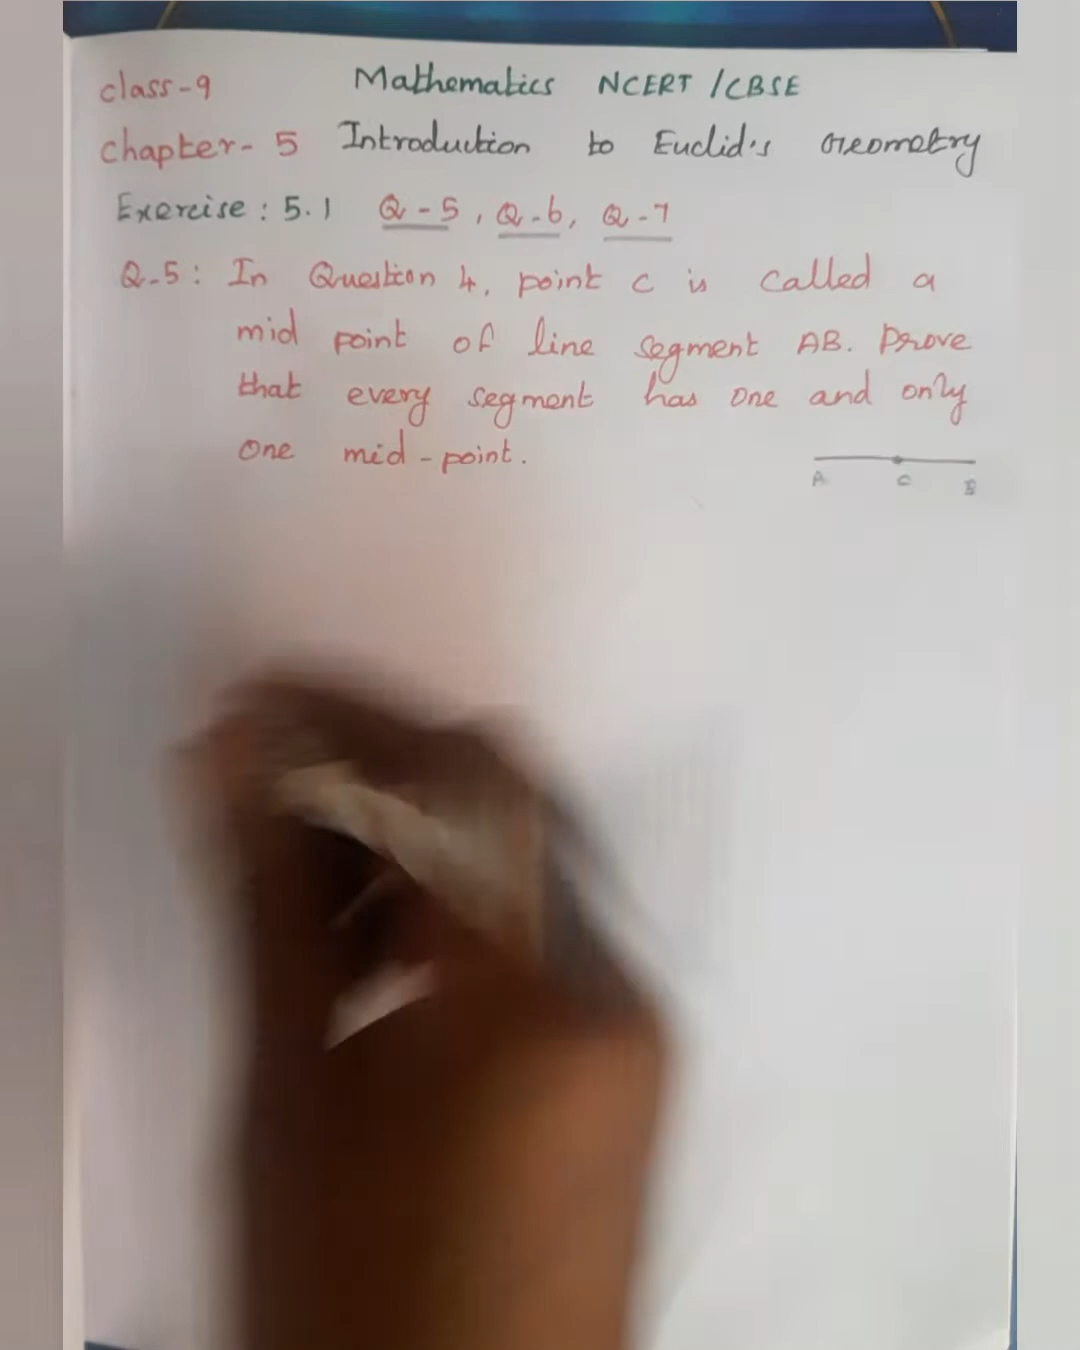 class-9 Mathematics NCERT /CBSE
chapter- 5 Introduction to Euclid's Geometry
Exercise : 5.1 Q-5, Q-6, Q-7
Q-5: In Question 4, point c is called a
mid point of line segment AB. Prove
that every segment has one and only
one mid-point.
A C B